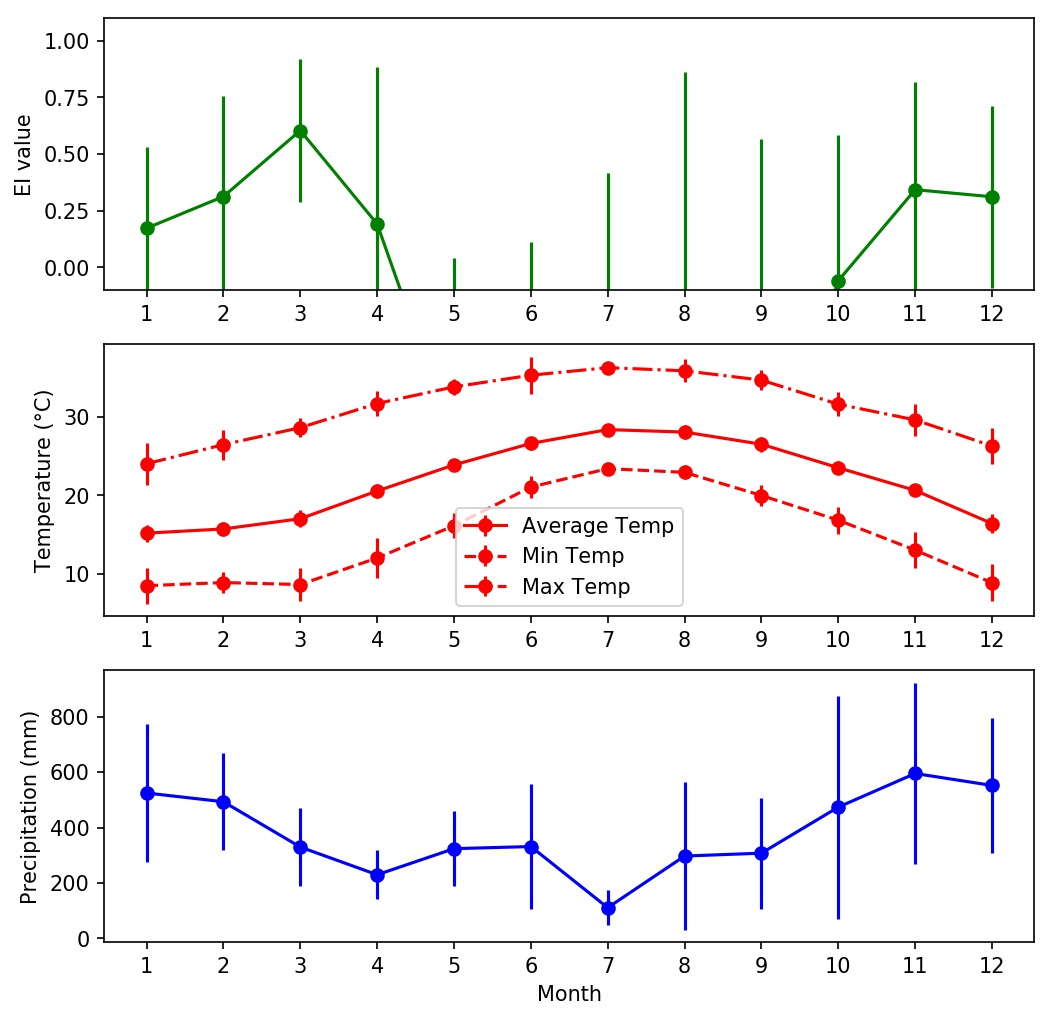 1.00
0.75
0.50
0.25
0.00
EI value
1 2 3 4 5 6 7 8 9 10 11 12
30
20
10
Temperature (°C)
Average Temp
Min Temp
Max Temp
1 2 3 4 5 6 7 8 9 10 11 12
800
600
400
200
0
Precipitation (mm)
1 2 3 4 5 6 7 8 9 10 11 12
Month